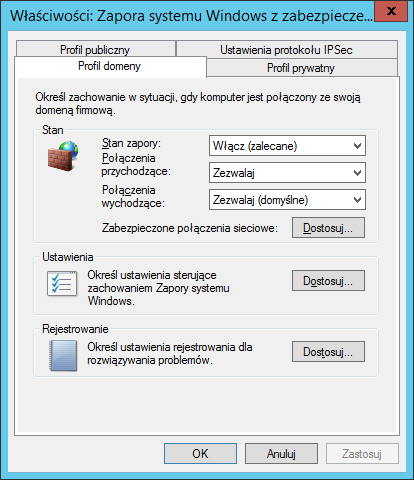 Właściwości: Zapora systemu Windows z zabezpiecze...
x
Profil publiczny
Ustawienia protokołu IPSec
Profil domeny
Profil prywatny
Określ zachowanie w sytuacji, gdy komputer jest połączony ze swoją
domeną firmową.
Stan
Stan zapory:
Włącz (zalecane)
Połączenia
przychodzące:
Zezwalaj
Połączenia
wychodzące:
Zezwalaj (domyślne)
Zabezpieczone połączenia sieciowe:
Dostosuj...
Ustawienia
Określ ustawienia sterujące
zachowaniem Zapory systemu
Windows.
Dostosuj...
Rejestrowanie
Określ ustawienia rejestrowania dla
rozwiązywania problemów.
Dostosuj...
OK
Anuluj
Zastosuj